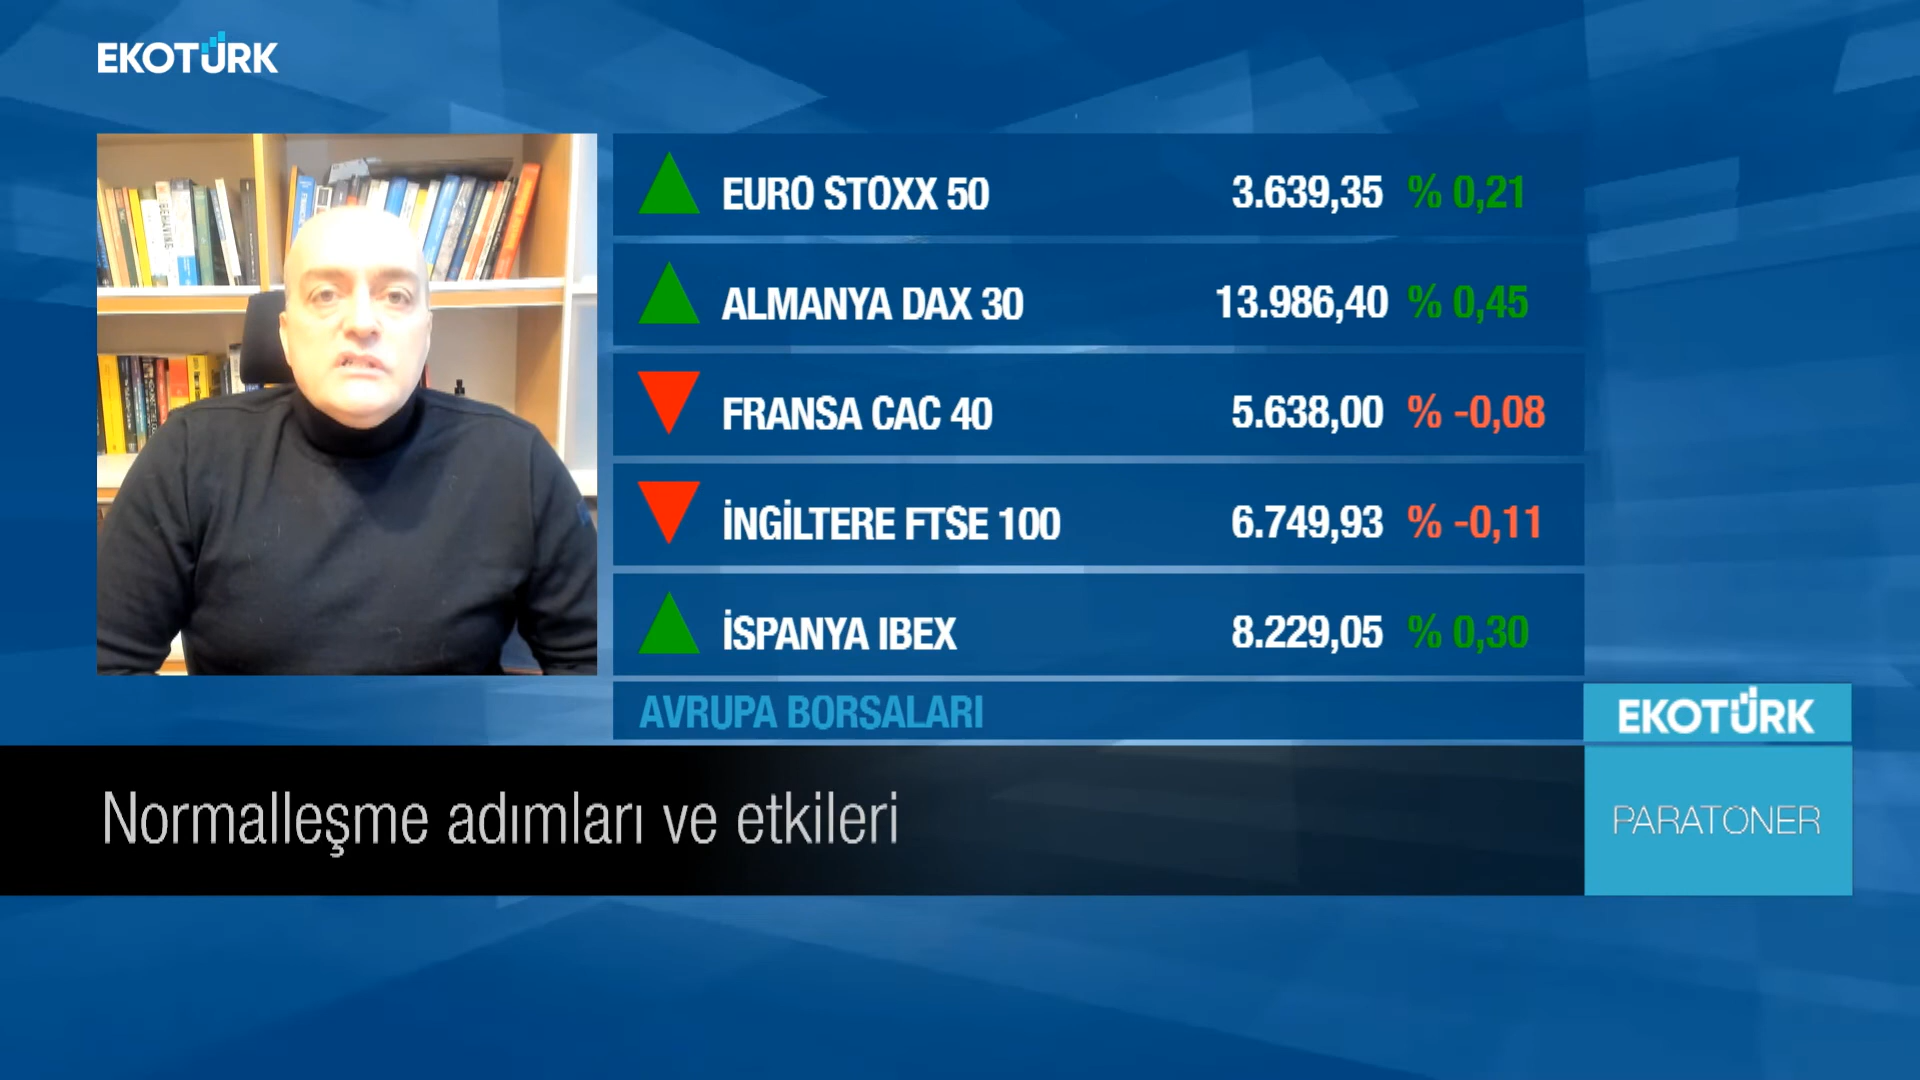 EKOTÜRK
EURO STOXX 50 3.639,35 % 0,21
ALMANYA DAX 30 13.986,40 % 0,45
FRANSA CAC 40 5.638,00 % -0,08
İNGİLTERE FTSE 100 6.749,93 % -0,11
İSPANYA IBEX 8.229,05 % 0,30
AVRUPA BORSALARI
EKOTÜRK
Normalleşme adımları ve etkileri
PARATONER